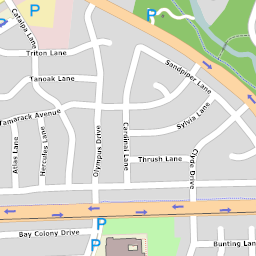 Catalpa Lane
P
Triton Lane
Sandpiper Lane
Tanoak Lane
Tamarack Avenue
Sylvia Lane
Atlas Lane
Hercules Lane
Olympus Drive
Cardinal Lane
Thrush Lane
Clyde Drive
P
Bay Colony Drive
P
Bunting L